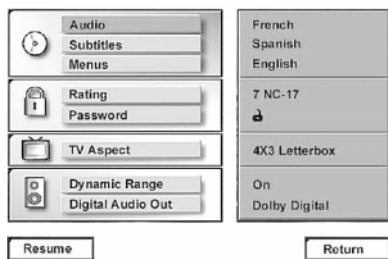 Audio
French
Subtitles
Spanish
Menus
English
Rating
7 NC-17
Password
TV Aspect
4X3 Letterbox
Dynamic Range
On
Digital Audio Out
Dolby Digital
Resume
Return